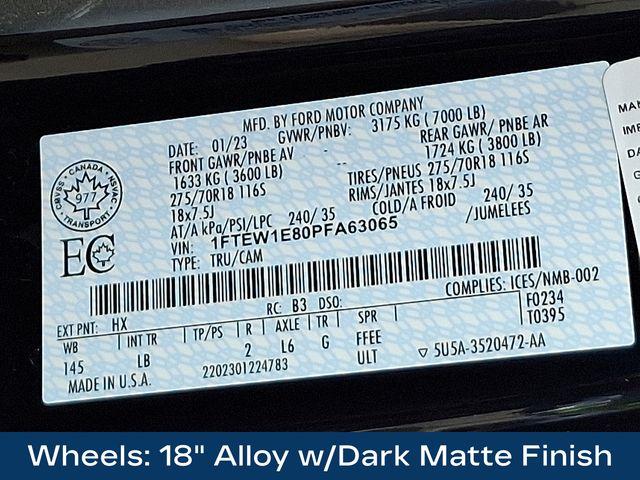 MFD. BY FORD MOTOR COMPANY
DATE: 01/23 GVWR/PNBV: 3175 KG ( 7000 LB)
FRONT GAWR/PNBE AV REAR GAWR/ PNBE AR
1633 KG ( 3600 LB) 1724 KG ( 3800 LB)
275/70R18 116S TIRES/PNEUS 275/70R18 116S
18x7.5J RIMS/JANTES 18x7.5J
AT/A kPa/PSI/LPC 240/ 35 COLD/A FROID 240/ 35
VIN: 1FTEW1E80PFA63065 /JUMELEES
TYPE: TRU/CAM
CANADA
CMVSS NSVAC
977
TRANSPORT
EC
COMPLIES: ICES/NMB-002
EXT PNT: HX RC: B3 DSO: F0234
WB INT TR TP/PS R AXLE TR SPR T0395
145 LB 2 L6 G FFEE
ULT
MADE IN U.S.A. 2202301224783 ▽ 5U5A-3520472-AA
MAN
DA
Wheels: 18" Alloy w/Dark Matte Finish